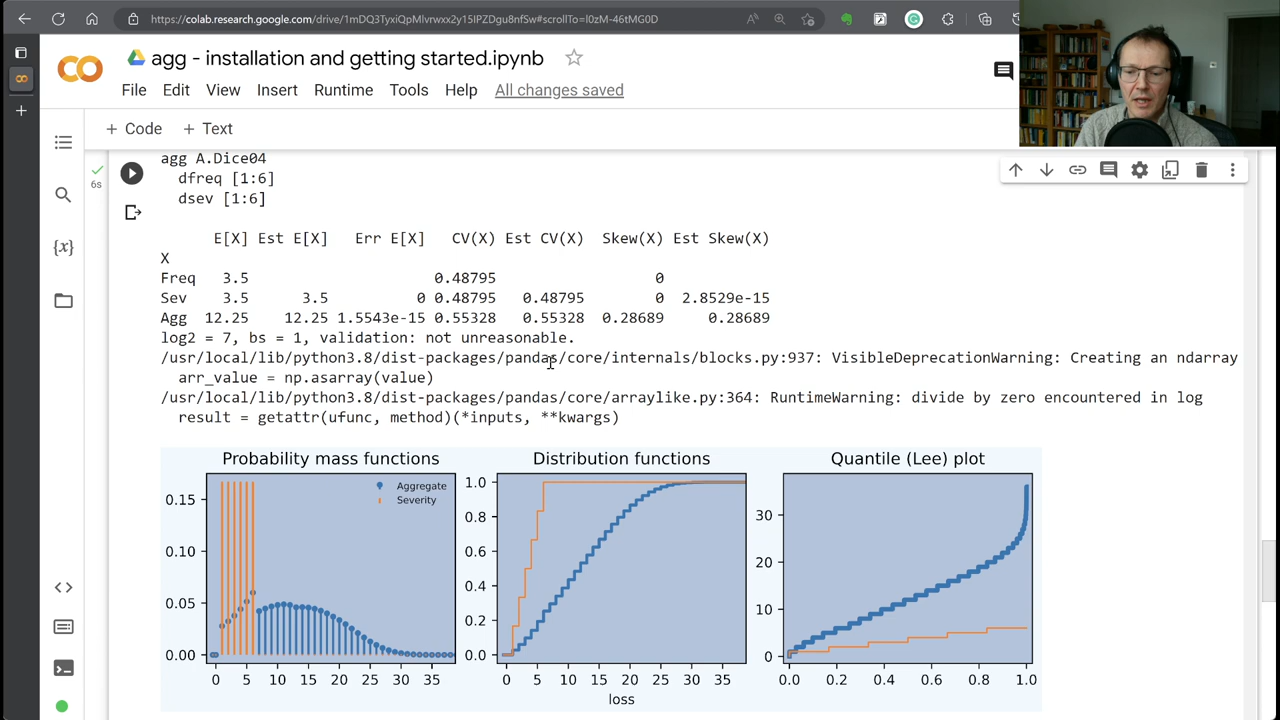 https://colab.research.google.com/drive/1mDQ3TyxiQpMlvrwxx2y15IPZDgu8nfSw#scrollTo=I0zM-46tMG0D
agg - installation and getting started.ipynb
File Edit View Insert Runtime Tools Help All changes saved
+ Code + Text
agg A.Dice04
6s
dfreq [1:6]
dsev [1:6]
E[X] Est E[X] Err E[X] CV(X) Est CV(X) Skew(X) Est Skew(X)
X
Freq 3.5 0.48795 0
Sev 3.5 3.5 0 0.48795 0.48795 0 2.8529e-15
Agg 12.25 12.25 1.5543e-15 0.55328 0.55328 0.28689 0.28689
log2 = 7, bs = 1, validation: not unreasonable.
/usr/local/lib/python3.8/dist-packages/pandas/core/internals/blocks.py:937: VisibleDeprecationWarning: Creating an ndarray
arr_value = np.asarray(value)
/usr/local/lib/python3.8/dist-packages/pandas/core/arraylike.py:364: RuntimeWarning: divide by zero encountered in log
result = getattr(ufunc, method)(*inputs, **kwargs)
Probability mass functions
Aggregate
Severity
0.15
0.10
0.05
0.00
0 5 10 15 20 25 30 35
Distribution functions
1.0
0.8
0.6
0.4
0.2
0.0
0 5 10 15 20 25 30 35
loss
Quantile (Lee) plot
30
20
10
0
0.0 0.2 0.4 0.6 0.8 1.0